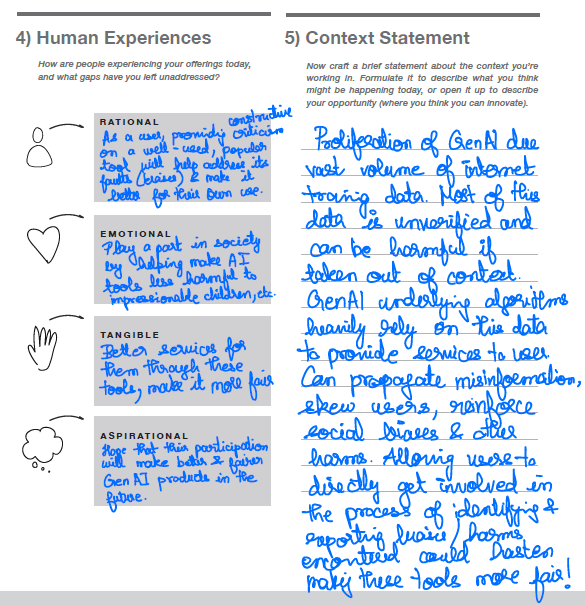 4) Human Experiences
How are people experiencing your offerings today,
and what gaps have you left unaddressed?
RATIONAL
As a user, providing constructive criticism
on a well-used, popular
tool will help address its
faults (biases) & make it
better for their own use.
EMOTIONAL
Play a part in society
by helping make AI
tools less harmful to
impressionable children, etc.
TANGIBLE
Better services for
them through these
tools, make it more fair
ASPIRATIONAL
Hope that their participation
will make better & fairer
GenAI products in the
future.
5) Context Statement
Now craft a brief statement about the context you're
working in. Formulate it to describe what you think
might be happening today, or open it up to describe
your opportunity (where you think you can innovate).
Proliferation of GenAI due
vast volume of internet
training data. Most of this
data is unverified and
can be harmful if
taken out of context.
GenAI underlying algorithms
heavily rely on this data
to provide services to user.
Can propagate misinformation,
skew users, reinforce
social biases & other
harms. Allowing users to
directly get involved in
the process of identifying &
reporting biases/harms
encontered could hasten
making these tools more fair!